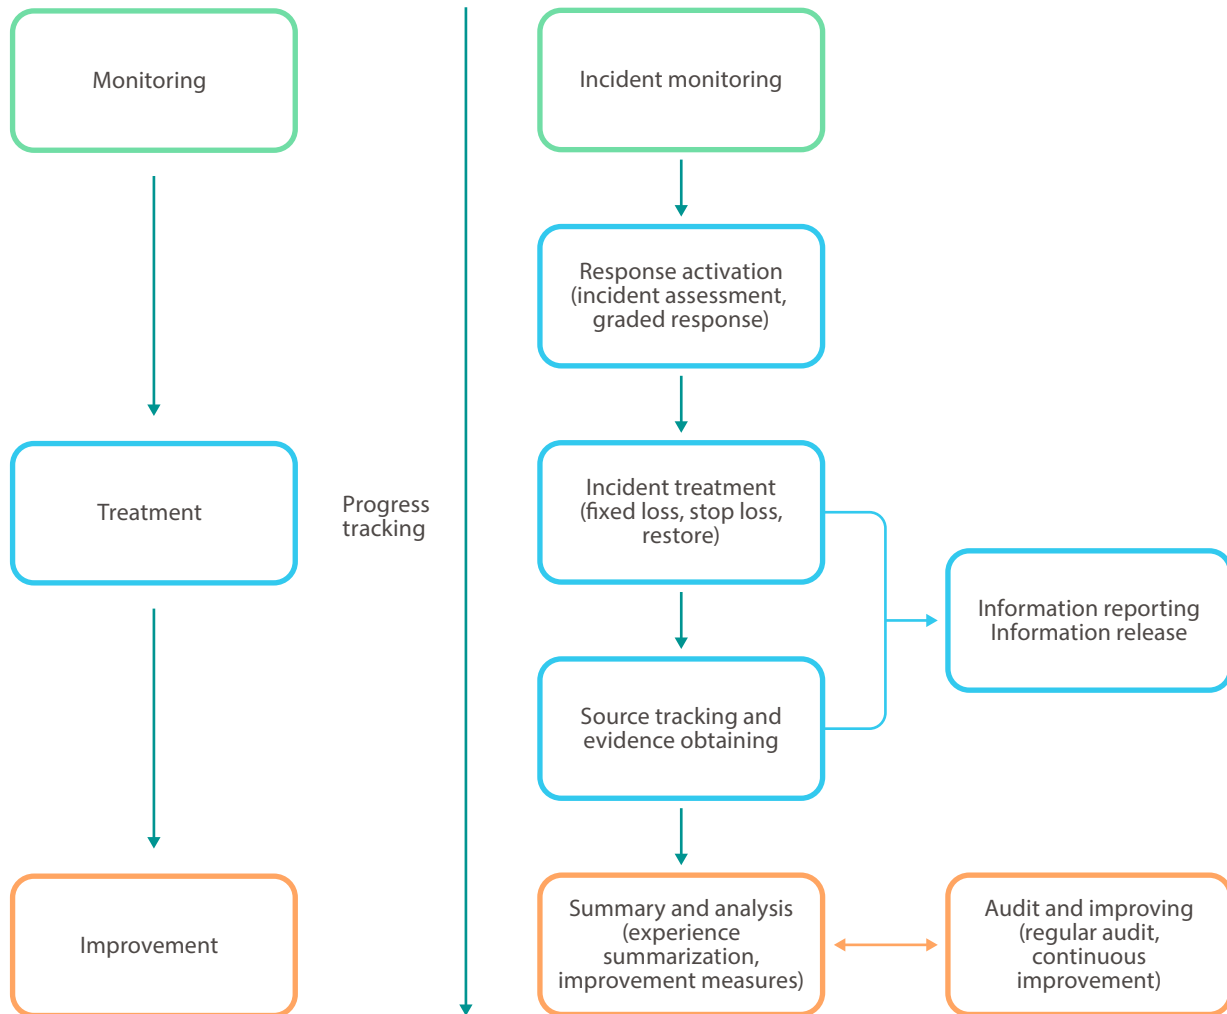 Monitoring
Treatment
Improvement
Progress
tracking
Incident monitoring
Response activation
(incident assessment,
graded response)
Incident treatment
(fixed loss, stop loss,
restore)
Source tracking and
evidence obtaining
Information reporting
Information release
Summary and analysis
(experience
summarization,
improvement measures)
Audit and improving
(regular audit,
continuous
improvement)